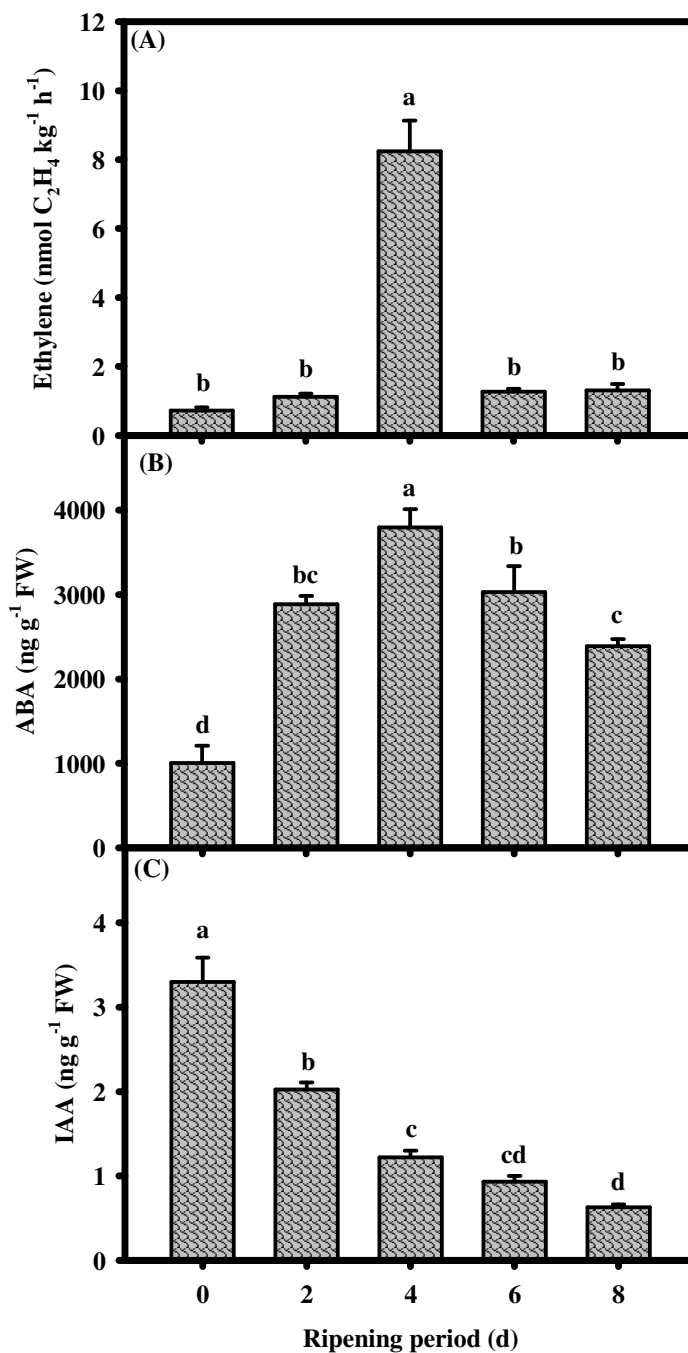 (A)
Ethylene (nmol C₂H₄ kg⁻¹ h⁻¹)
12
10
8
6
4
2
0
b
b
a
b
b
(B)
ABA (ng g⁻¹ FW)
4000
3000
2000
1000
0
d
bc
a
b
c
(C)
IAA (ng g⁻¹ FW)
4
3
2
1
0
a
b
c
cd
d
0 2 4 6 8
Ripening period (d)